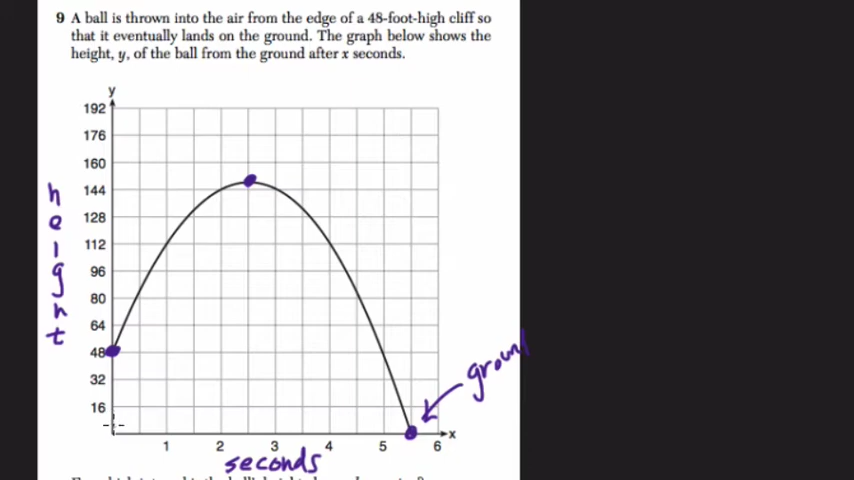 9 A ball is thrown into the air from the edge of a 48-foot-high cliff so
that it eventually lands on the ground. The graph below shows the
height, y, of the ball from the ground after x seconds.
y
192
176
160
144
128
112
96
80
64
48
32
16
height
ground
1 2 3 4 5 6 x
seconds